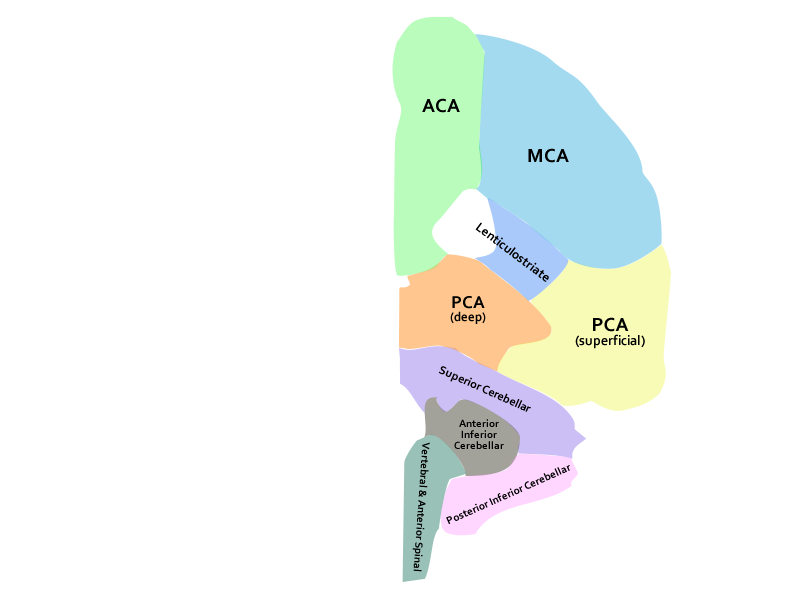 ACA
MCA
Lenticulostriate
PCA
(deep)
PCA
(superficial)
Superior Cerebellar
Anterior
Inferior
Cerebellar
Vertebral & Anterior Spinal
Posterior Inferior Cerebellar